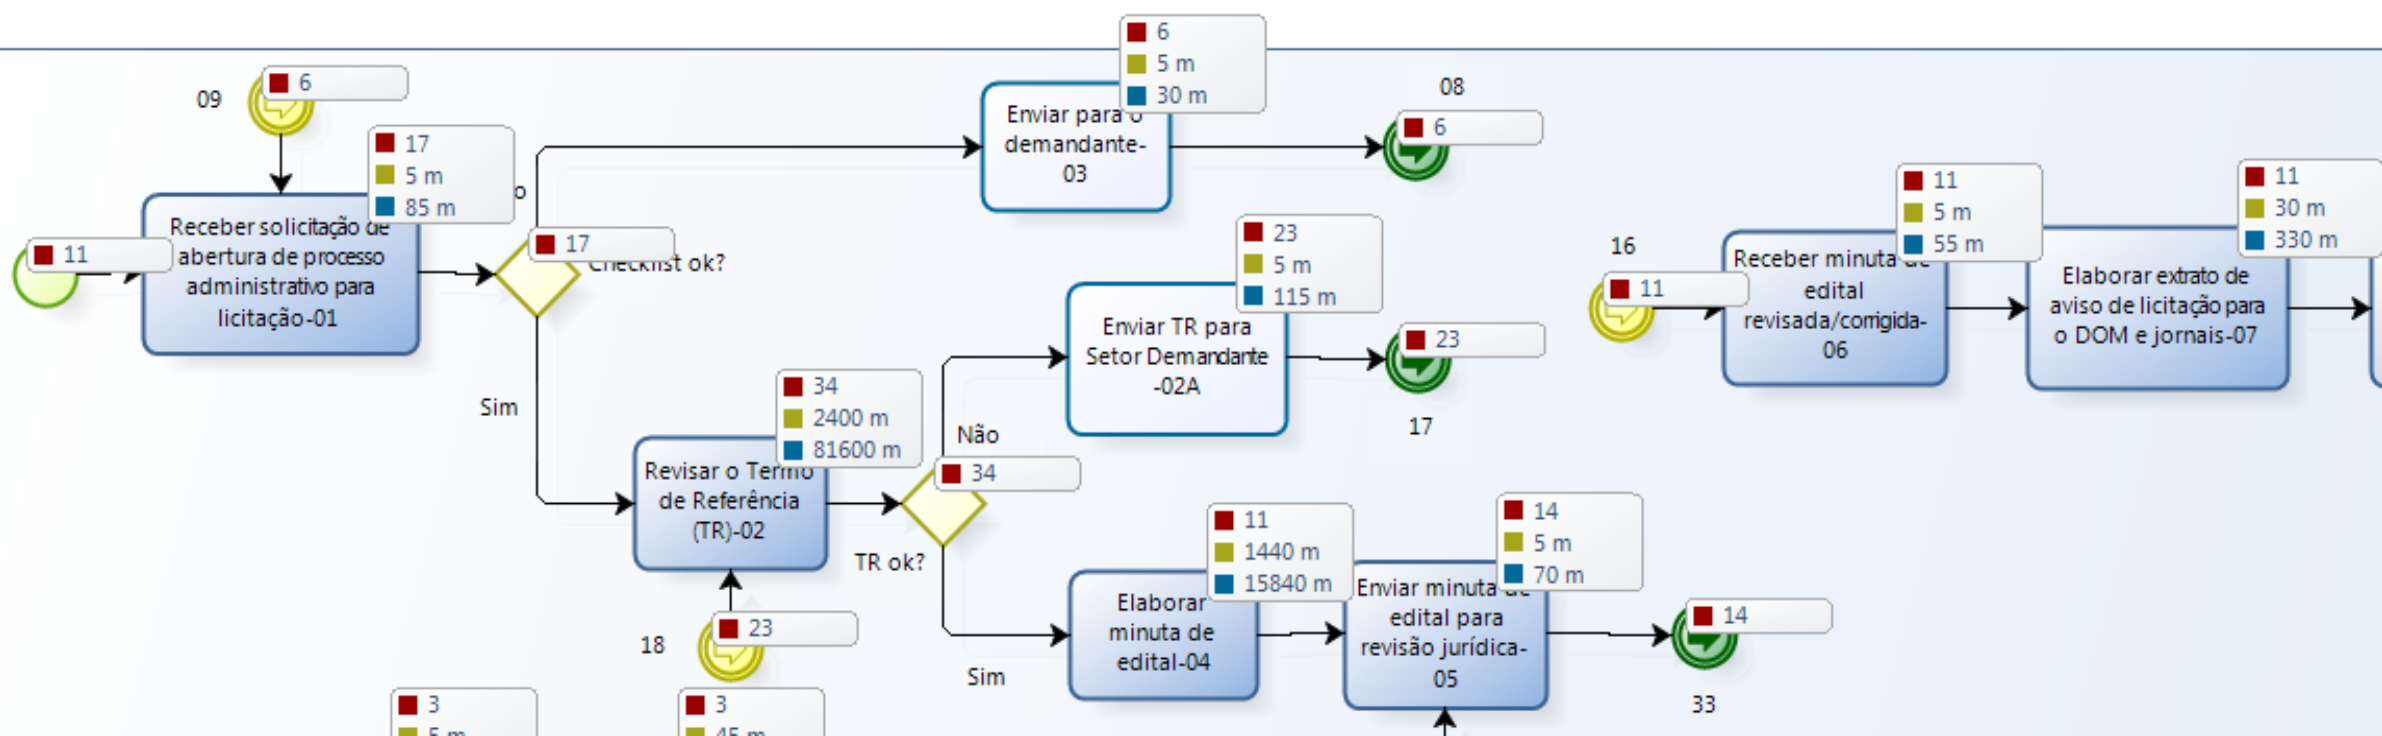 6
5 m
30 m
09
6
08
Enviar para o
demandante-
03
6
17
5 m
85 m
o
Receber solicitação de
abertura de processo
administrativo para
licitação-01
11
17
Checklist ok?
23
5 m
115 m
Enviar TR para
Setor Demandante
-02A
23
17
16
11
11
5 m
55 m
Receber minuta de
edital
revisada/corrigida-
06
11
30 m
330 m
Elaborar extrato de
aviso de licitação para
o DOM e jornais-07
Sim
34
2400 m
81600 m
Revisar o Termo
de Referência
(TR)-02
Não
34
TR ok?
18
23
11
1440 m
15840 m
Elaborar
minuta de
edital-04
Sim
14
5 m
70 m
Enviar minuta de
edital para
revisão jurídica-
05
14
33
3
5 m
3
45 m